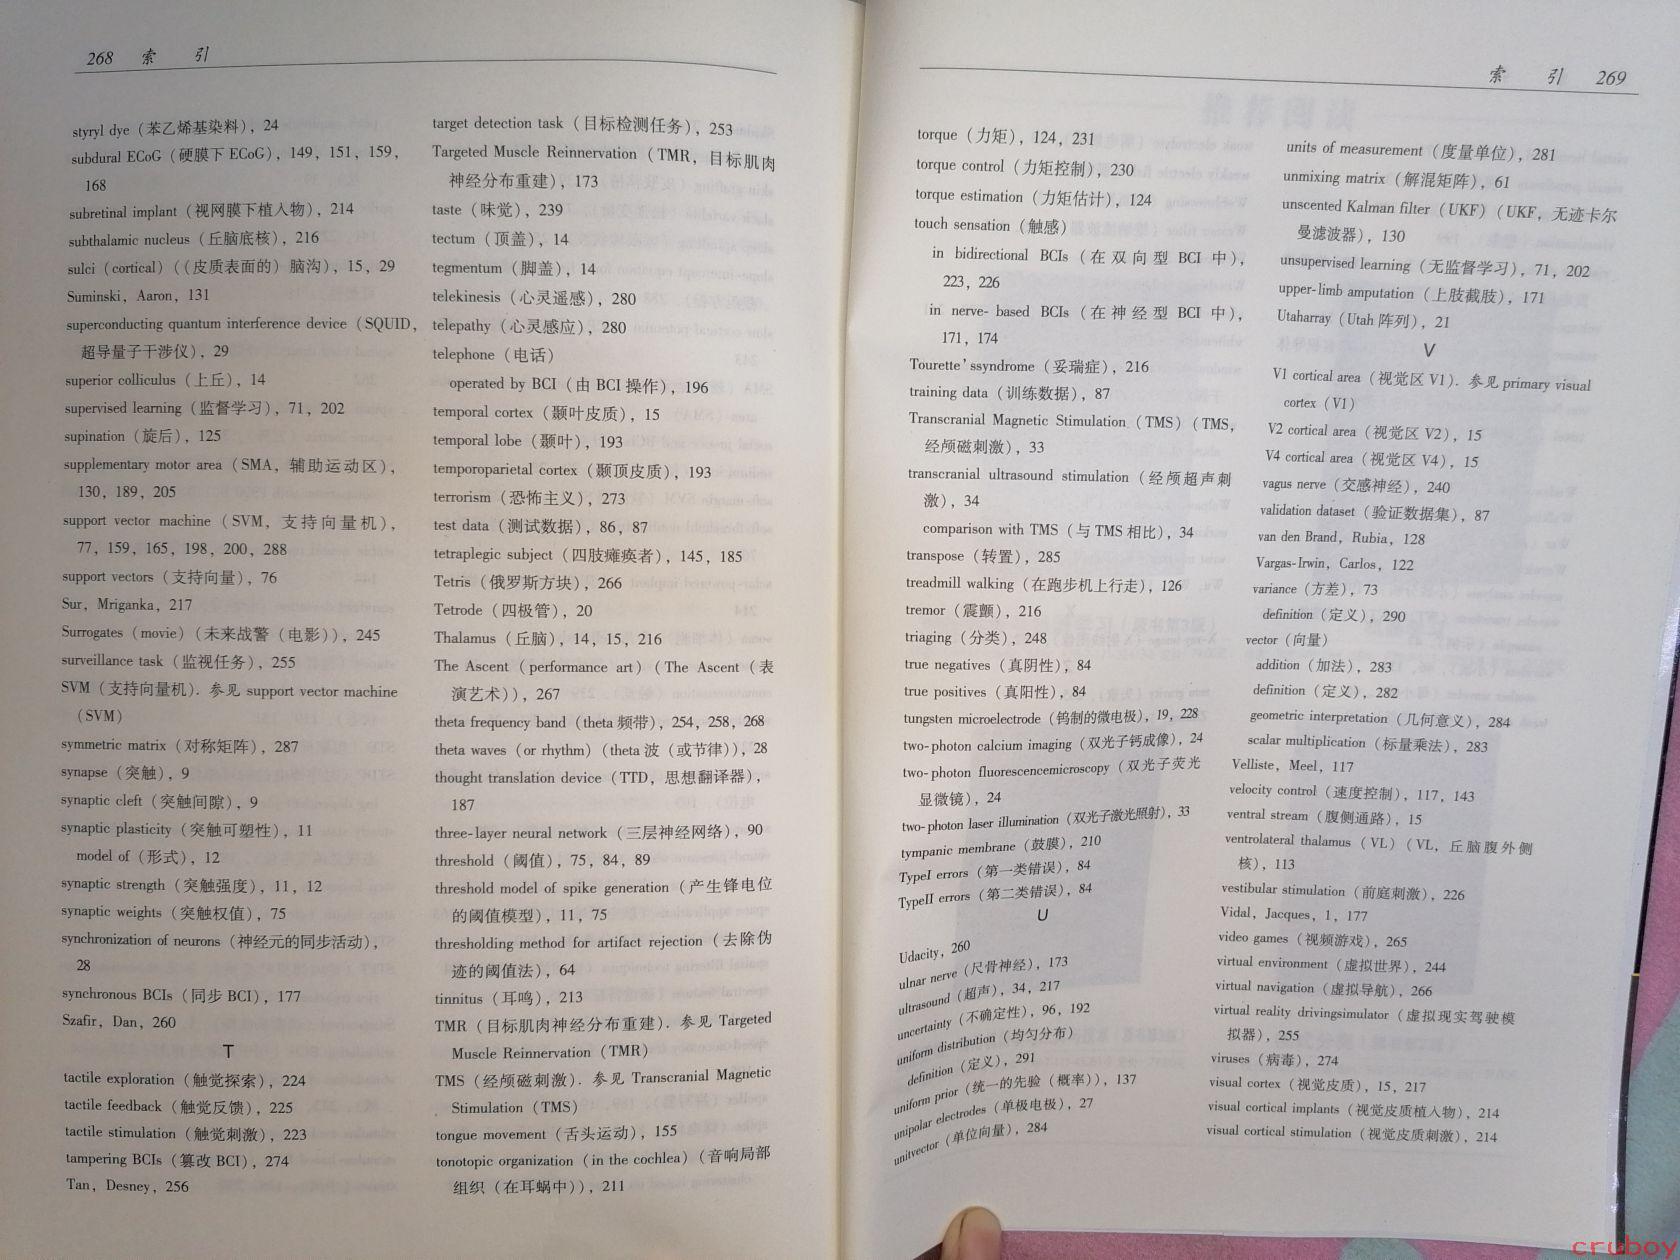 268 索 引
styryl dye（苯乙烯基染料），24
subdural ECoG（硬膜下 ECoG），149，151，159，
168
subretinal implant（视网膜下植入物），214
subthalamic nucleus（丘脑底核），216
sulci（cortical）（（皮质表面的）脑沟），15，29
Suminski，Aaron，131
superconducting quantum interference device（SQUID，
超导量子干涉仪），29
superior colliculus（上丘），14
supervised learning（监督学习），71，202
supination（旋后），125
supplementary motor area（SMA，辅助运动区），
130，189，205
support vector machine（SVM，支持向量机），
77，159，165，198，200，288
support vectors（支持向量），76
Sur，Mriganka，217
Surrogates（movie）（未来战警（电影）），245
surveillance task（监视任务），255
SVM（支持向量机）. 参见 support vector machine
（SVM）
symmetric matrix（对称矩阵），287
synapse（突触），9
synaptic cleft（突触间隙），9
synaptic plasticity（突触可塑性），11
model of（形式），12
synaptic strength（突触强度），11，12
synaptic weights（突触权值），75
synchronization of neurons（神经元的同步活动），
28
synchronous BCIs（同步 BCI），177
Szafir，Dan，260
T
tactile exploration（触觉探索），224
tactile feedback（触觉反馈），225
tactile stimulation（触觉刺激），223
tampering BCIs（篡改 BCI），274
Tan，Desney，256
target detection task（目标检测任务），253
Targeted Muscle Reinnervation（TMR，目标肌肉
神经分布重建），173
taste（味觉），239
tectum（顶盖），14
tegmentum（脚盖），14
telekinesis（心灵遥感），280
telepathy（心灵感应），280
telephone（电话）
operated by BCI（由 BCI 操作），196
temporal cortex（颞叶皮质），15
temporal lobe（颞叶），193
temporoparietal cortex（颞顶皮质），193
terrorism（恐怖主义），273
test data（测试数据），86，87
tetraplegic subject（四肢瘫痪者），145，185
Tetris（俄罗斯方块），266
Tetrode（四极管），20
Thalamus（丘脑），14，15，216
The Ascent（performance art）（The Ascent（表
演艺术）），267
theta frequency band（theta 频带），254，258，268
theta waves（or rhythm）（theta 波（或节律）），28
thought translation device（TTD，思想翻译器），
187
three-layer neural network（三层神经网络），90
threshold（阈值），75，84，89
threshold model of spike generation（产生锋电位
的阈值模型），11，75
thresholding method for artifact rejection（去除伪
迹的阈值法），64
tinnitus（耳鸣），213
TMR（目标肌肉神经分布重建）. 参见 Targeted
Muscle Reinnervation（TMR）
TMS（经颅磁刺激）. 参见 Transcranial Magnetic
Stimulation（TMS）
tongue movement（舌头运动），155
tonotopic organization（in the cochlea）（音响局部
组织（在耳蜗中）），211
索 引 269
torque（力矩），124，231
torque control（力矩控制），230
torque estimation（力矩估计），124
touch sensation（触感）
in bidirectional BCIs（在双向型 BCI 中），
223，226
in nerve- based BCIs（在神经型 BCI 中），
171，174
Tourette' ssyndrome（妥瑞症），216
training data（训练数据），87
Transcranial Magnetic Stimulation（TMS）（TMS，
经颅磁刺激），33
transcranial ultrasound stimulation（经颅超声刺
激），34
comparison with TMS（与 TMS 相比），34
transpose（转置），285
treadmill walking（在跑步机上行走），126
tremor（震颤），216
triaging（分类），248
true negatives（真阴性），84
true positives（真阳性），84
tungsten microelectrode（钨制的微电极），19，228
two-photon calcium imaging（双光子钙成像），24
two-photon fluorescencemicroscopy（双光子荧光
显微镜），24
two-photon laser illumination（双光子激光照射），33
tympanic membrane（鼓膜），210
TypeI errors（第一类错误），84
TypeII errors（第二类错误），84
U
Udacity，260
ulnar nerve（尺骨神经），173
ultrasound（超声），34，217
uncertainty（不确定性），96，192
uniform distribution（均匀分布）
definition（定义），291
uniform prior（统一的先验（概率）），137
unipolar electrodes（单极电极），27
unitvector（单位向量），284
units of measurement（度量单位），281
unmixing matrix（解混矩阵），61
unscented Kalman filter（UKF）（UKF，无迹卡尔
曼滤波器），130
unsupervised learning（无监督学习），71，202
upper-limb amputation（上肢截肢），171
Utaharray（Utah 阵列），21
V
V1 cortical area（视觉区 V1）. 参见 primary visual
cortex（V1）
V2 cortical area（视觉区 V2），15
V4 cortical area（视觉区 V4），15
vagus nerve（交感神经），240
validation dataset（验证数据集），87
van den Brand，Rubia，128
Vargas-Irwin，Carlos，122
variance（方差），73
definition（定义），290
vector（向量）
addition（加法），283
definition（定义），282
geometric interpretation（几何意义），284
scalar multiplication（标量乘法），283
Velliste，Meel，117
velocity control（速度控制），117，143
ventral stream（腹侧通路），15
ventrolateral thalamus（VL）（VL，丘脑腹外侧
核），113
vestibular stimulation（前庭刺激），226
Vidal，Jacques，1，177
video games（视频游戏），265
virtual environment（虚拟世界），244
virtual navigation（虚拟导航），266
virtual reality drivingsimulator（虚拟现实驾驶模
拟器），255
viruses（病毒），274
visual cortex（视觉皮质），15，217
visual cortical implants（视觉皮质植入物），214
visual cortical stimulation（视觉皮质刺激），214
cruboy